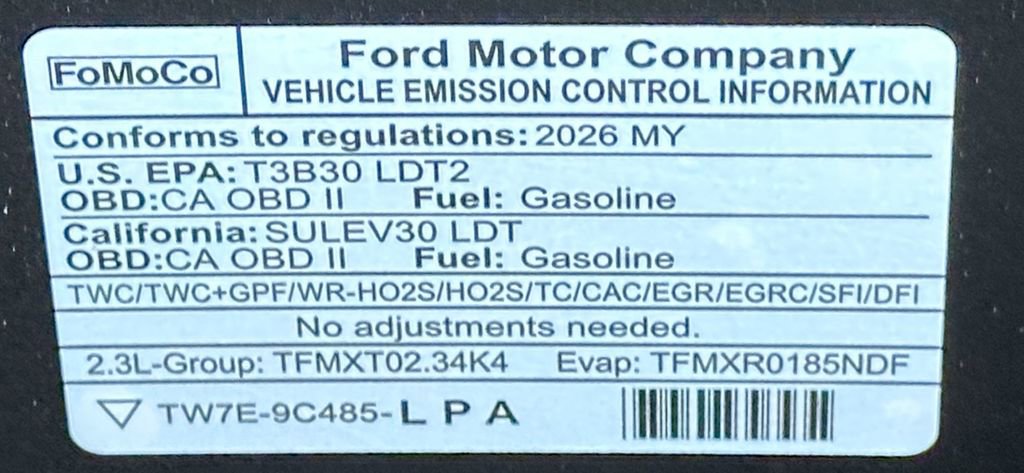 FoMoCo
Ford Motor Company
VEHICLE EMISSION CONTROL INFORMATION
Conforms to regulations: 2026 MY
U.S. EPA: T3B30 LDT2
OBD:CA OBD II Fuel: Gasoline
California: SULEV30 LDT
OBD:CA OBD II Fuel: Gasoline
TWC/TWC+GPF/WR-HO2S/HO2S/TC/CAC/EGR/EGRC/SFI/DFI
No adjustments needed.
2.3L-Group: TFMXT02.34K4 Evap: TFMXR0185NDF
TW7E-9C485-L P A